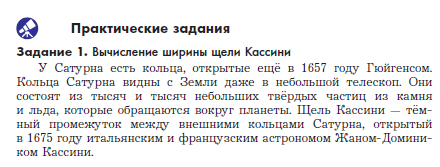 Практические задания
Задание 1. Вычисление ширины щели Кассини
У Сатурна есть кольца, открытые ещё в 1657 году Гюйгенсом.
Кольца Сатурна видны с Земли даже в небольшой телескоп. Они
состоят из тысяч и тысяч небольших твёрдых частиц из камня
и льда, которые обращаются вокруг планеты. Щель Кассини — тём-
ный промежуток между внешними кольцами Сатурна, открытый
в 1675 году итальянским и французским астрономом Жаном-Домини-
ком Кассини.